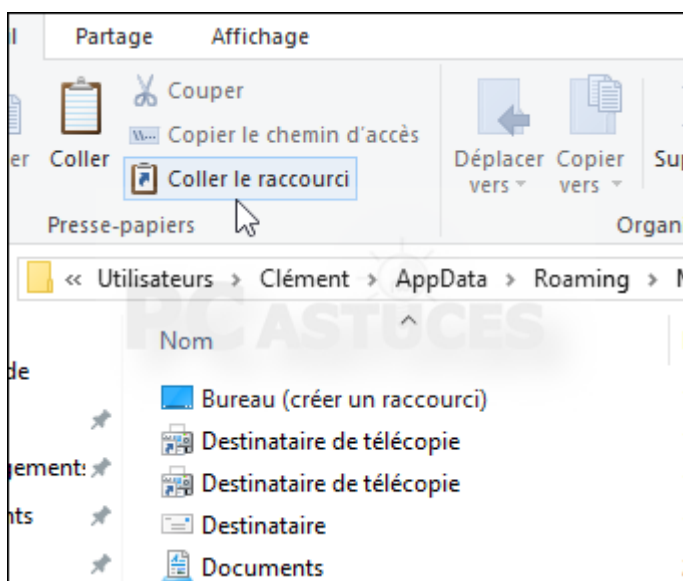 Partage Affichage
Couper
Copier le chemin d'accès
Coller
Coller le raccourci
Déplacer vers
Copier vers
Presse-papiers
« Utilisateurs > Clément > AppData > Roaming >
PC ASTUCES
Nom
Bureau (créer un raccourci)
Destinataire de télécopie
Destinataire de télécopie
Destinataire
Documents